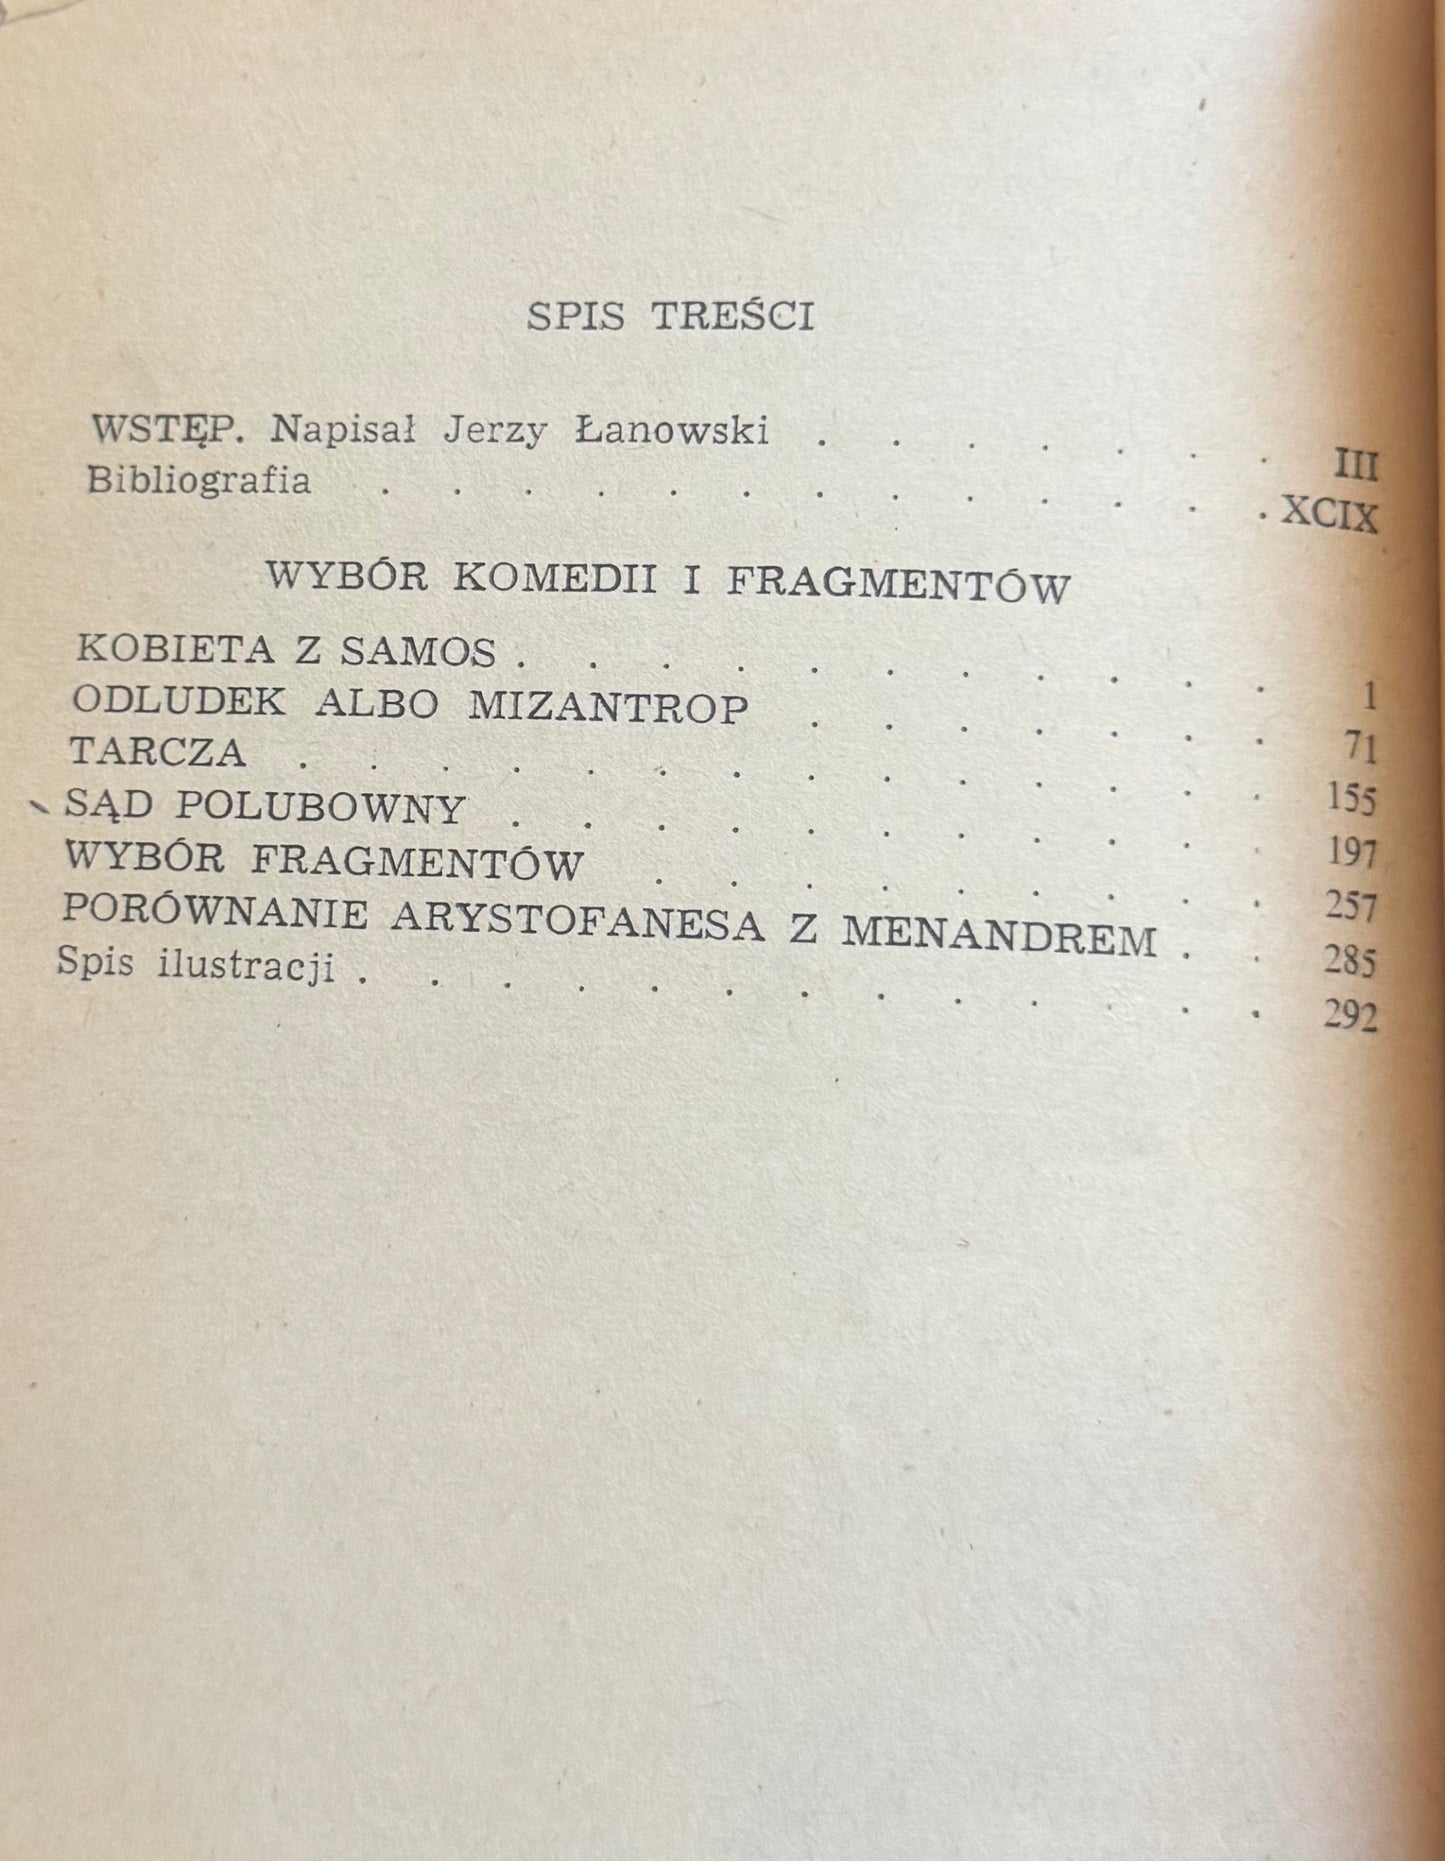 SPIS TREŚCI
WSTĘP. Napisał Jerzy Łanowski . . . . . . . III
Bibliografia . . . . . . . . . . . . . XCIX
WYBÓR KOMEDII I FRAGMENTÓW
KOBIETA Z SAMOS . . . . . . . . . . . 1
ODLUDEK ALBO MIZANTROP . . . . . . . 71
TARCZA . . . . . . . . . . . . . . 155
SĄD POLUBOWNY . . . . . . . . . . . 197
WYBÓR FRAGMENTÓW . . . . . . . . . 257
PORÓWNANIE ARYSTOFANESA Z MENANDREM . . 285
Spis ilustracji . . . . . . . . . . . . . 292